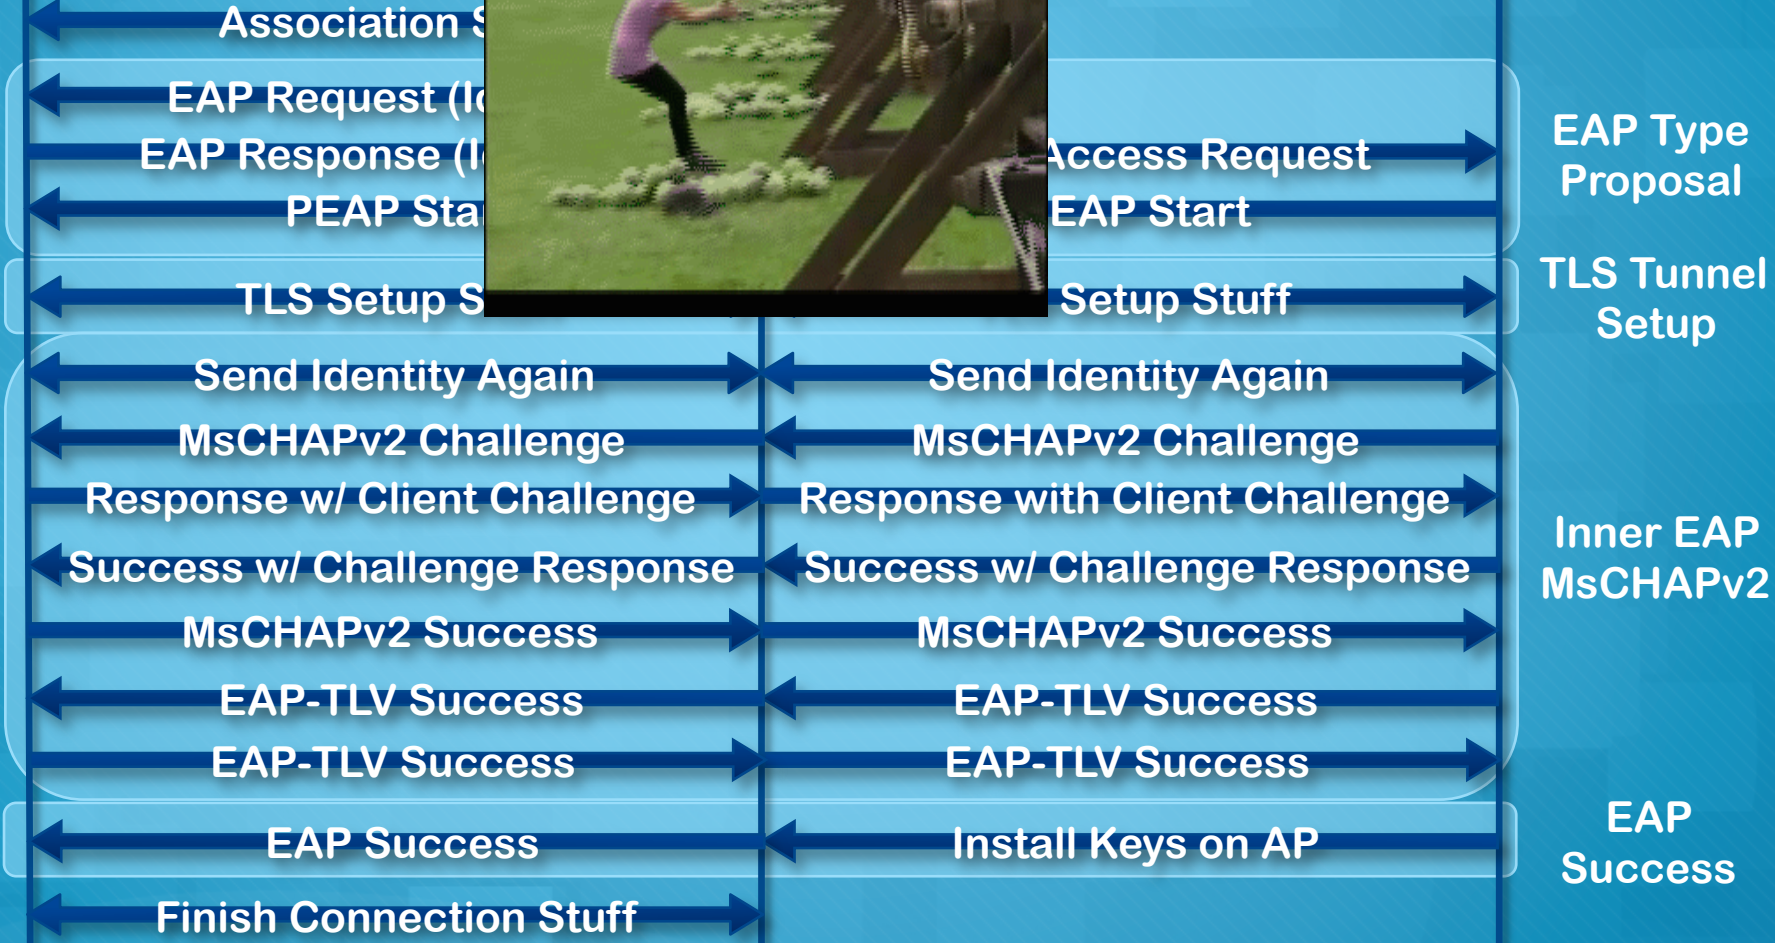 Association
EAP Request
EAP Response Access Request
EAP Type
Proposal
PEAP EAP Start
TLS Setup Setup Stuff
TLS Tunnel
Setup
Send Identity Again Send Identity Again
MsCHAPv2 Challenge MsCHAPv2 Challenge
Response w/ Client Challenge Response with Client Challenge
Inner EAP
MsCHAPv2
Success w/ Challenge Response Success w/ Challenge Response
MsCHAPv2 Success MsCHAPv2 Success
EAP-TLV Success EAP-TLV Success
EAP-TLV Success EAP-TLV Success
EAP Success Install Keys on AP
EAP
Success
Finish Connection Stuff